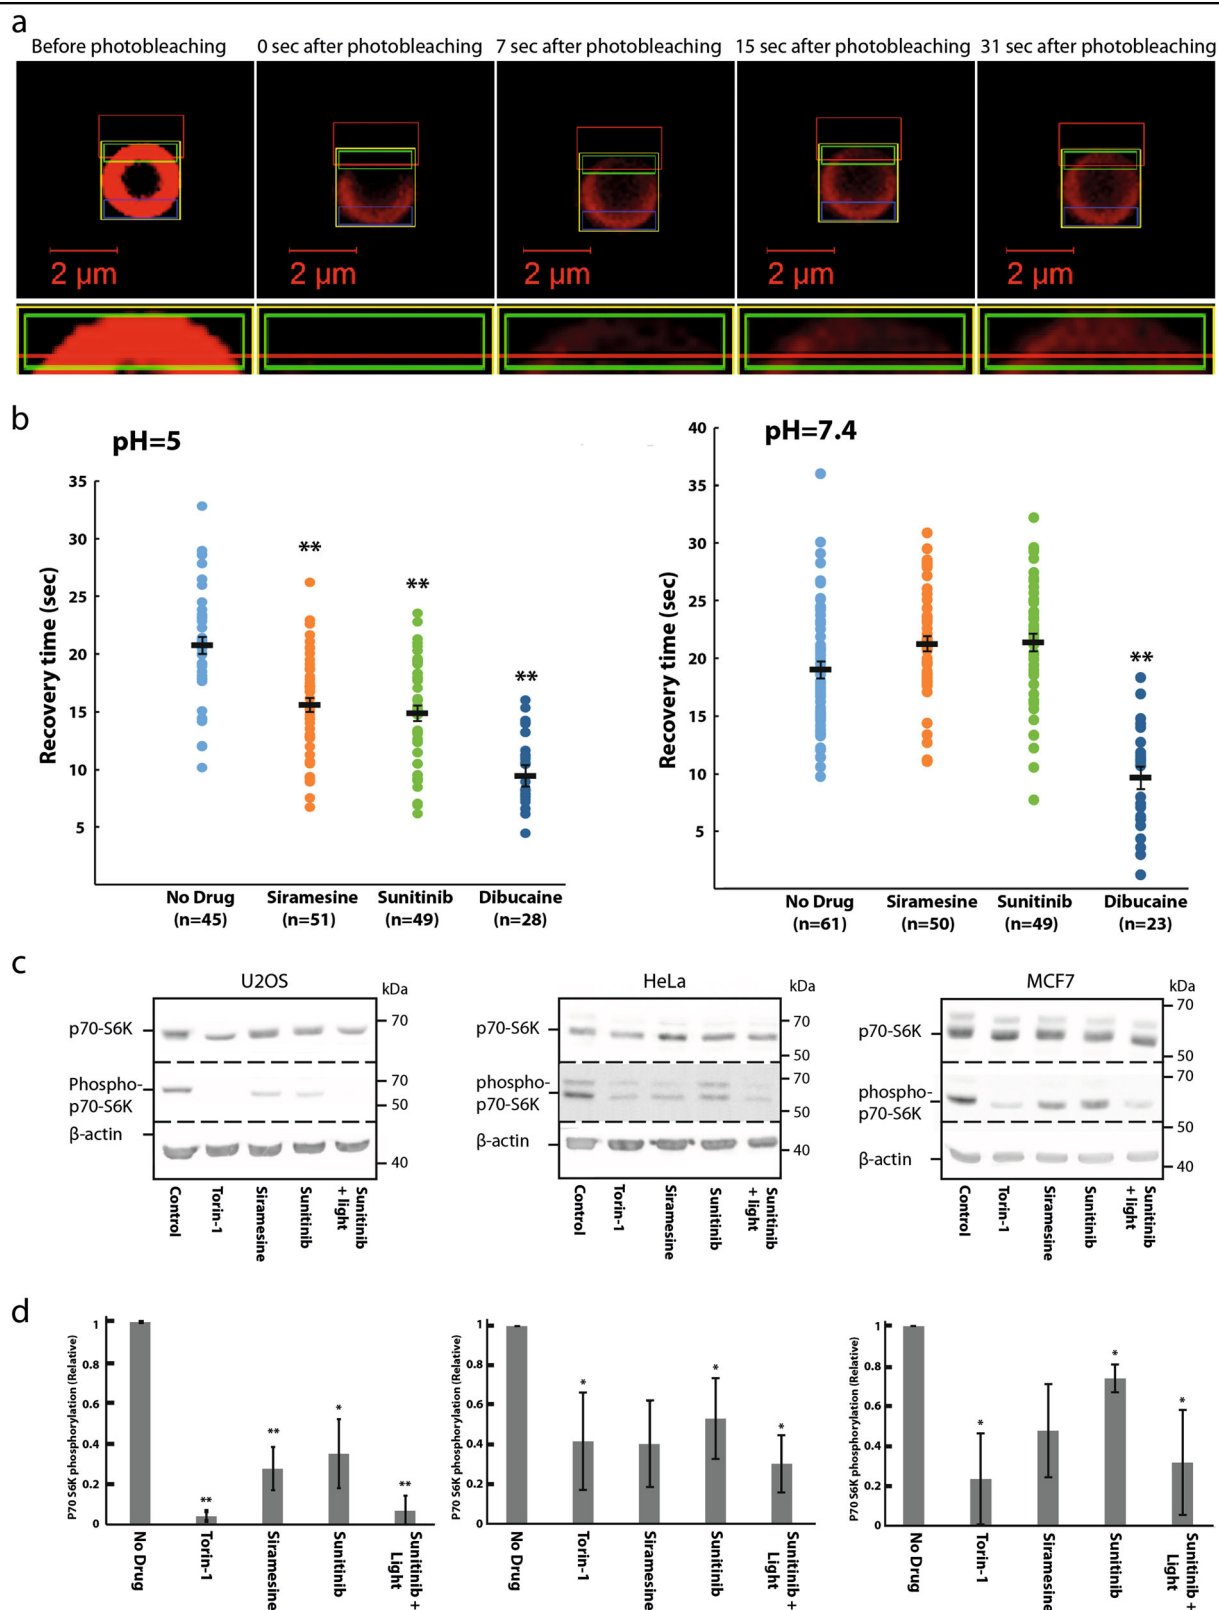 a
Before photobleaching 0 sec after photobleaching 7 sec after photobleaching 15 sec after photobleaching 31 sec after photobleaching
2 μm 2 μm 2 μm 2 μm 2 μm
b
pH=5
Recovery time (sec)
35
30
25
20
15
10
5
**
**
**
No Drug Siramesine Sunitinib Dibucaine
(n=45) (n=51) (n=49) (n=28)
pH=7.4
Recovery time (sec)
40
35
30
25
20
15
10
5
**
No Drug Siramesine Sunitinib Dibucaine
(n=61) (n=50) (n=49) (n=23)
c
U2OS
kDa
p70-S6K
70
Phospho-
p70-S6K
70
50
β-actin
40
Control
Torin-1
Siramesine
Sunitinib
Sunitinib
+ light
HeLa
kDa
p70-S6K
70
50
phospho-
p70-S6K
70
50
β-actin
40
Control
Torin-1
Siramesine
Sunitinib
Sunitinib
+ light
MCF7
kDa
70
p70-S6K
50
70
phospho-
p70-S6K
50
β-actin
40
Control
Torin-1
Siramesine
Sunitinib
Sunitinib
+ light
d
P70 S6K phosphorylation (Relative)
1
0.8
0.6
0.4
0.2
0
**
**
*
**
No Drug
Torin-1
Siramesine
Sunitinib
Sunitinib +
Light
P70 S6K phosphorylation (Relative)
1
0.8
0.6
0.4
0.2
0
*
*
*
No Drug
Torin-1
Siramesine
Sunitinib
Sunitinib +
Light
P70 S6K phosphorylation (Relative)
1
0.8
0.6
0.4
0.2
0
*
*
*
No Drug
Torin-1
Siramesine
Sunitinib
Sunitinib +
Light